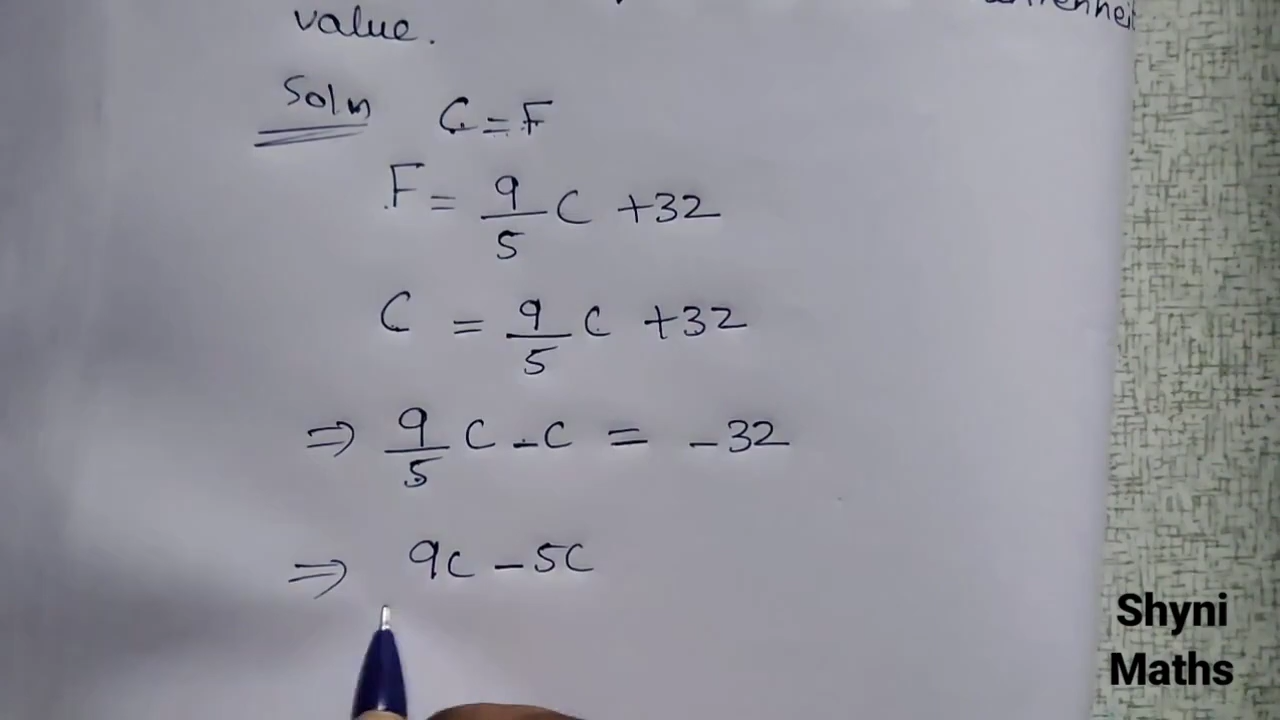 value.
Soln C = F
F = 9/5 C + 32
C = 9/5 C + 32
⇒ 9/5 C - C = - 32
⇒ 9C - 5C
Shyni
Maths